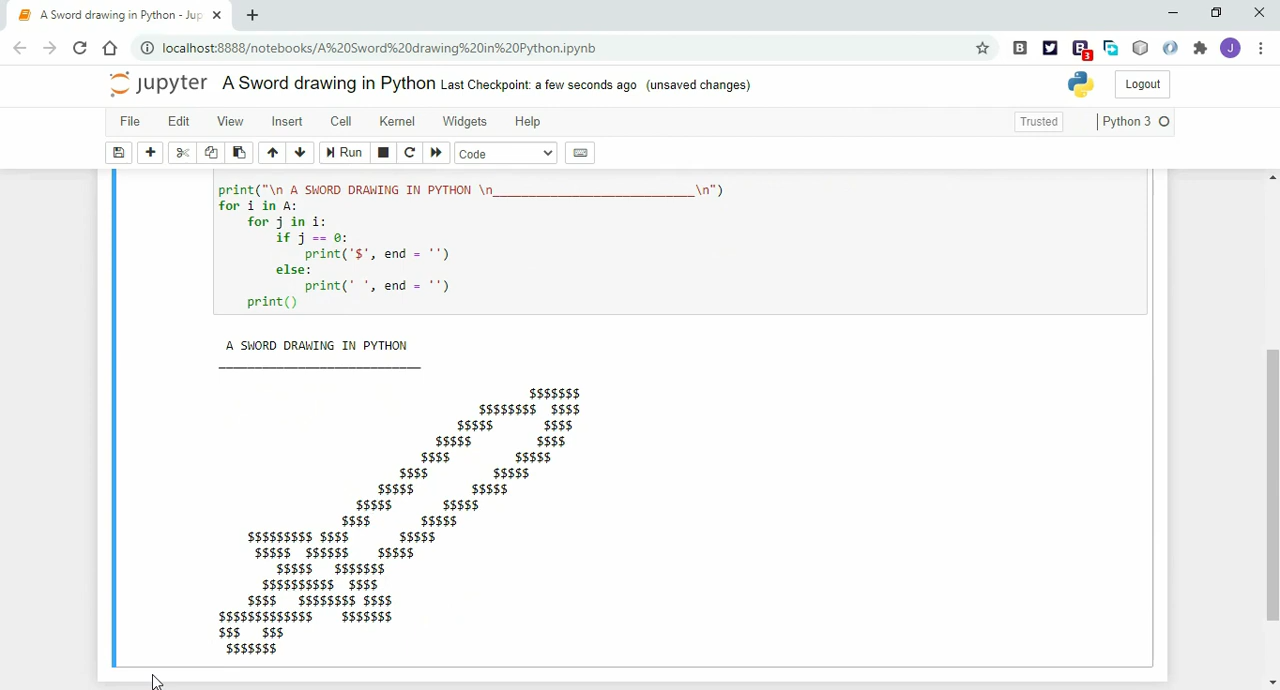 A Sword drawing in Python - Jup
localhost:8888/notebooks/A%20Sword%20drawing%20in%20Python.ipynb
3
J
jupyter A Sword drawing in Python Last Checkpoint: a few seconds ago (unsaved changes)
Logout
File Edit View Insert Cell Kernel Widgets Help
Trusted
Python 3
Run
Code
print("\n A SWORD DRAWING IN PYTHON \n____________________________\n")
for i in A:
    for j in i:
        if j == 0:
            print('$', end = '')
        else:
            print(' ', end = '')
    print()
 A SWORD DRAWING IN PYTHON
____________________________
                                           $$$$$$$
                                    $$$$$$$$  $$$$
                                 $$$$$       $$$$
                              $$$$$         $$$$
                            $$$$         $$$$$
                         $$$$         $$$$$
                      $$$$$        $$$$$
                   $$$$$       $$$$$
                 $$$$       $$$$$
    $$$$$$$$$ $$$$       $$$$$
     $$$$$  $$$$$$    $$$$$
        $$$$$   $$$$$$$
      $$$$$$$$$$  $$$$
    $$$$   $$$$$$$$ $$$$
$$$$$$$$$$$$$    $$$$$$$
$$$   $$$
 $$$$$$$